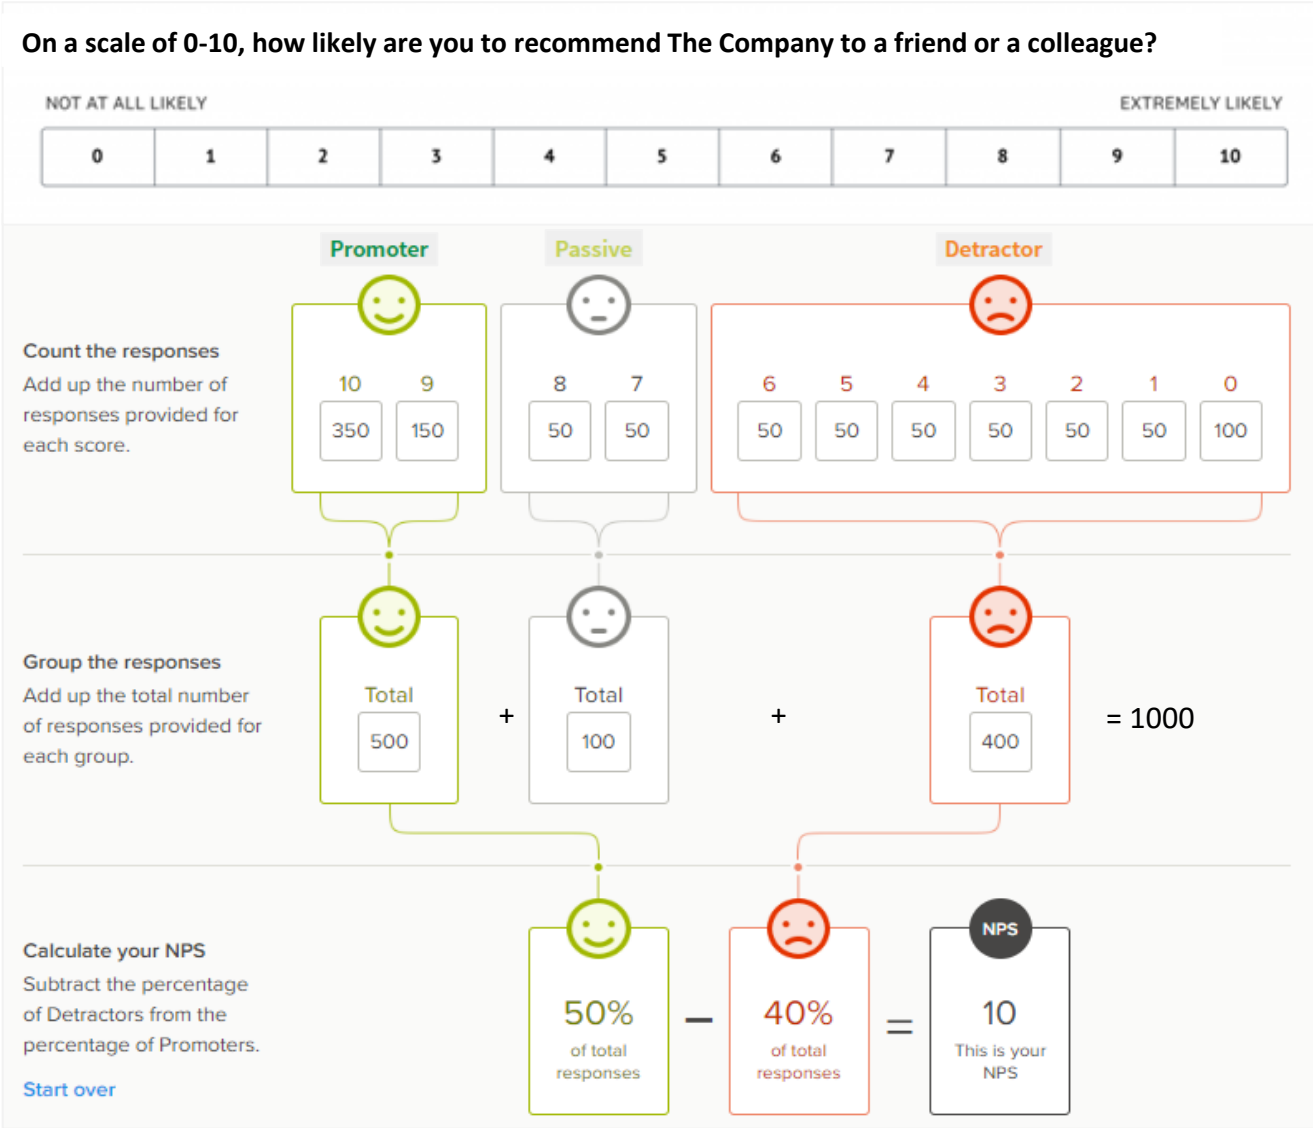 On a scale of 0-10, how likely are you to recommend The Company to a friend or a colleague?
NOT AT ALL LIKELY EXTREMELY LIKELY
0 1 2 3 4 5 6 7 8 9 10
Promoter Passive Detractor
Count the responses
Add up the number of
responses provided for
each score.
10 9 8 7 6 5 4 3 2 1 0
350 150 50 50 50 50 50 50 50 50 100
Group the responses
Add up the total number
of responses provided for
each group.
Total Total Total
500 + 100 + 400 = 1000
Calculate your NPS
Subtract the percentage
of Detractors from the
percentage of Promoters.
Start over
NPS
50% — 40% = 10
of total of total This is your
responses responses NPS